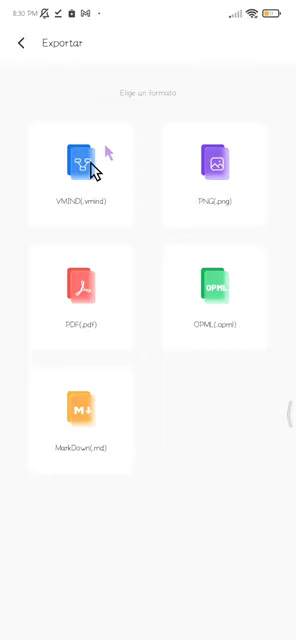 8:30 PM
Exportar
Elige un formato
VMIND(.vmind)
PNG(.png)
PDF(.pdf)
OPML
OPML(.opml)
M↓
MarkDown(.md)